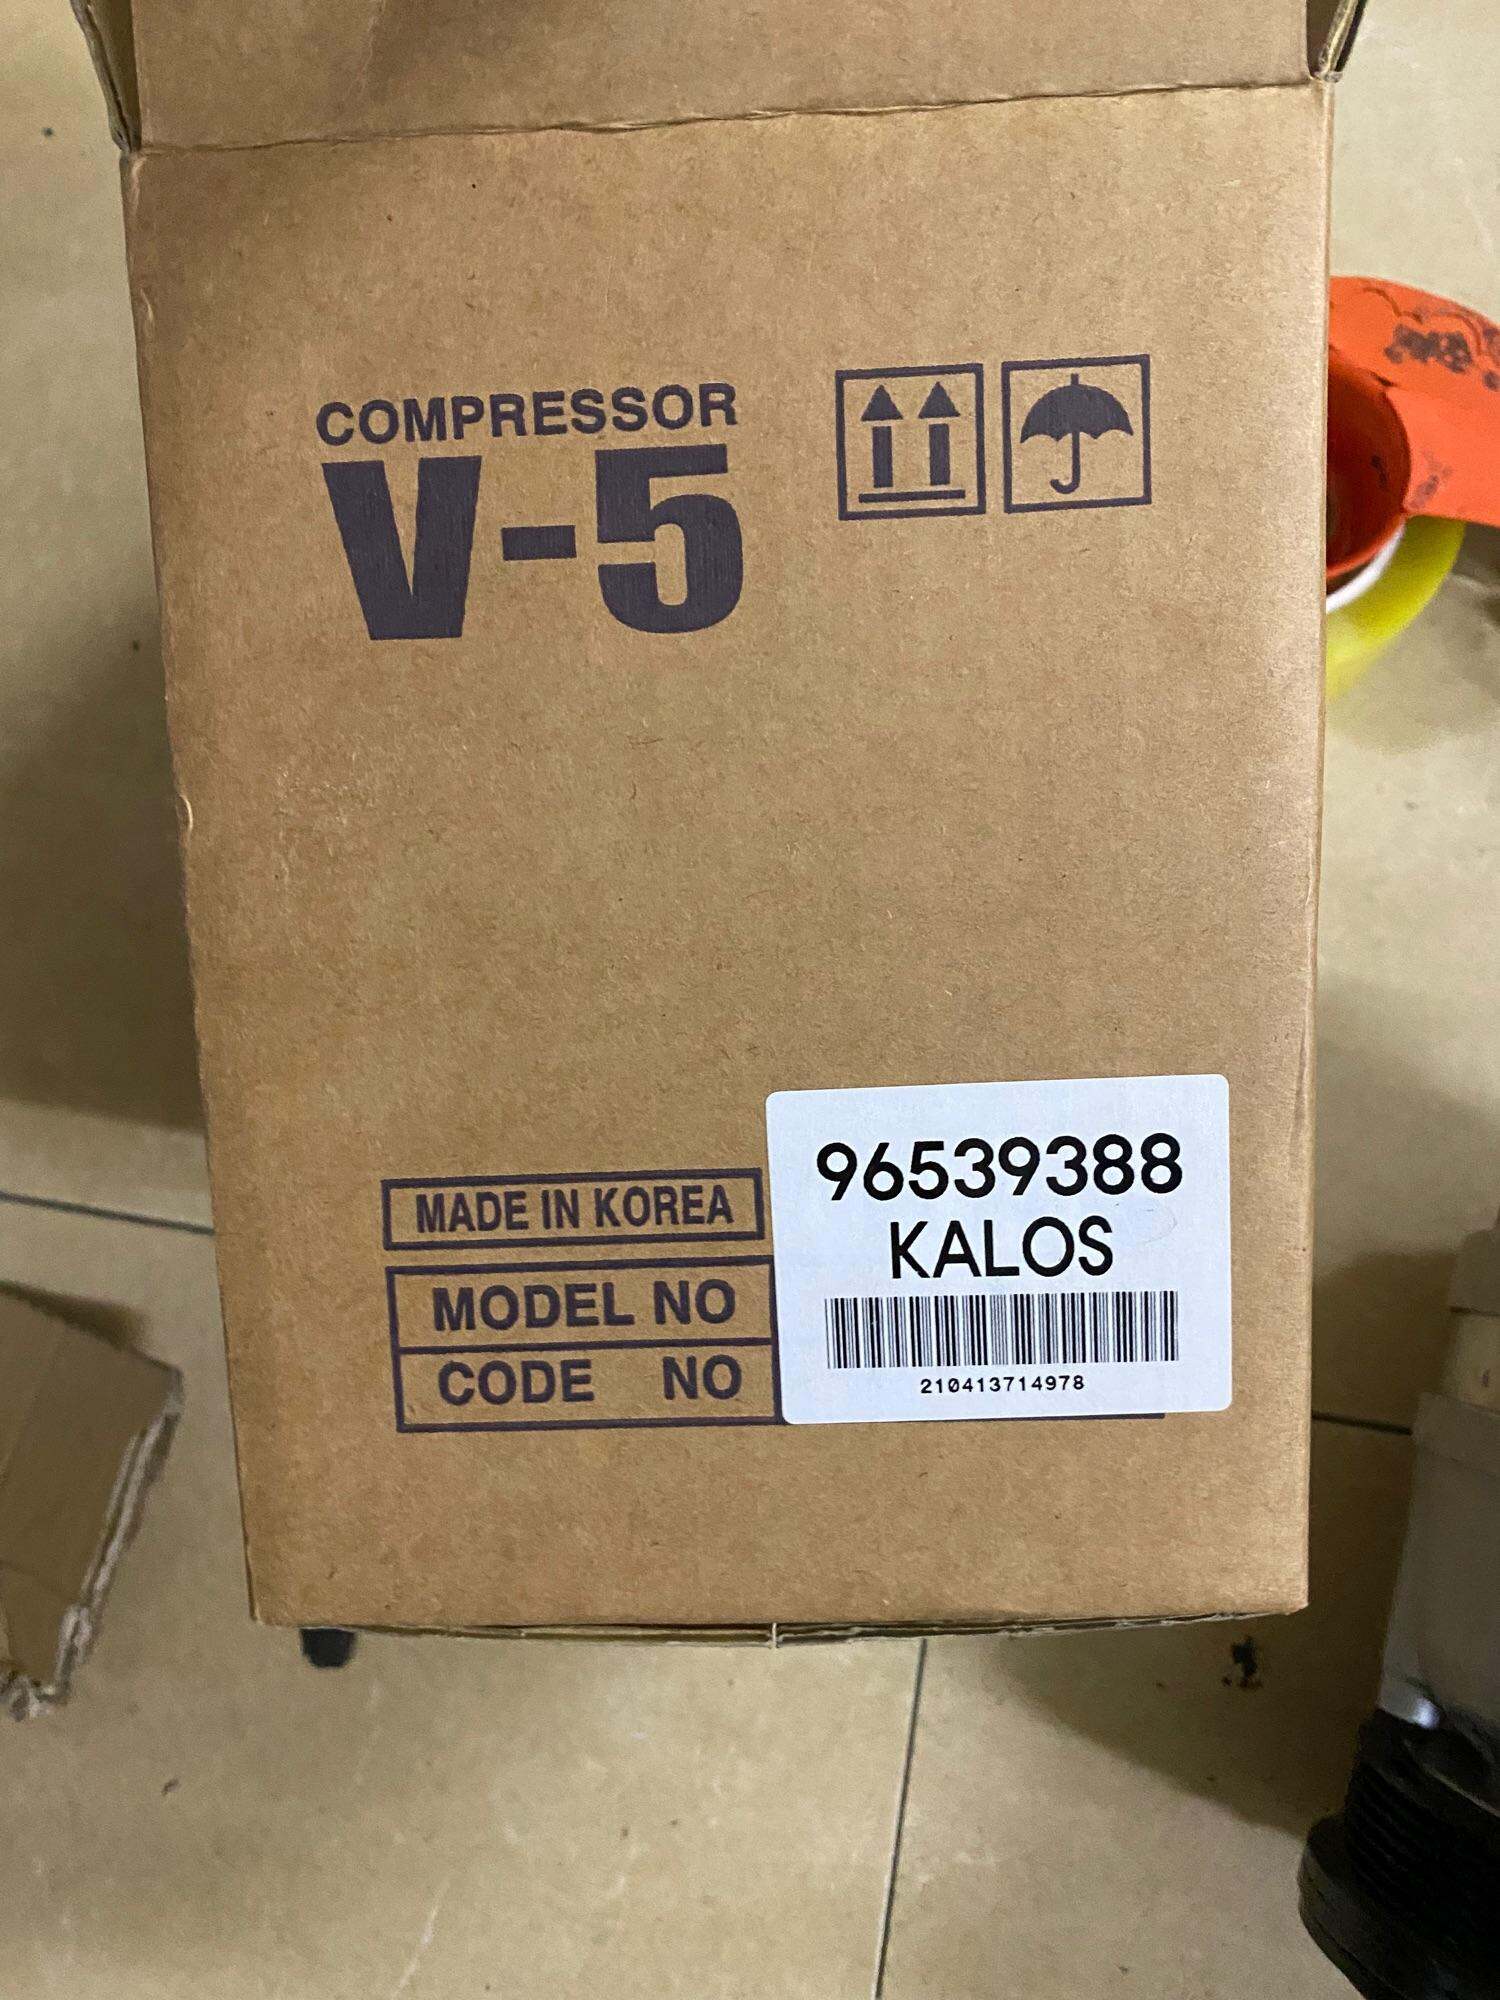 COMPRESSOR
V-5
96539388
KALOS
210413714978
MADE IN KOREA
MODEL NO
CODE NO